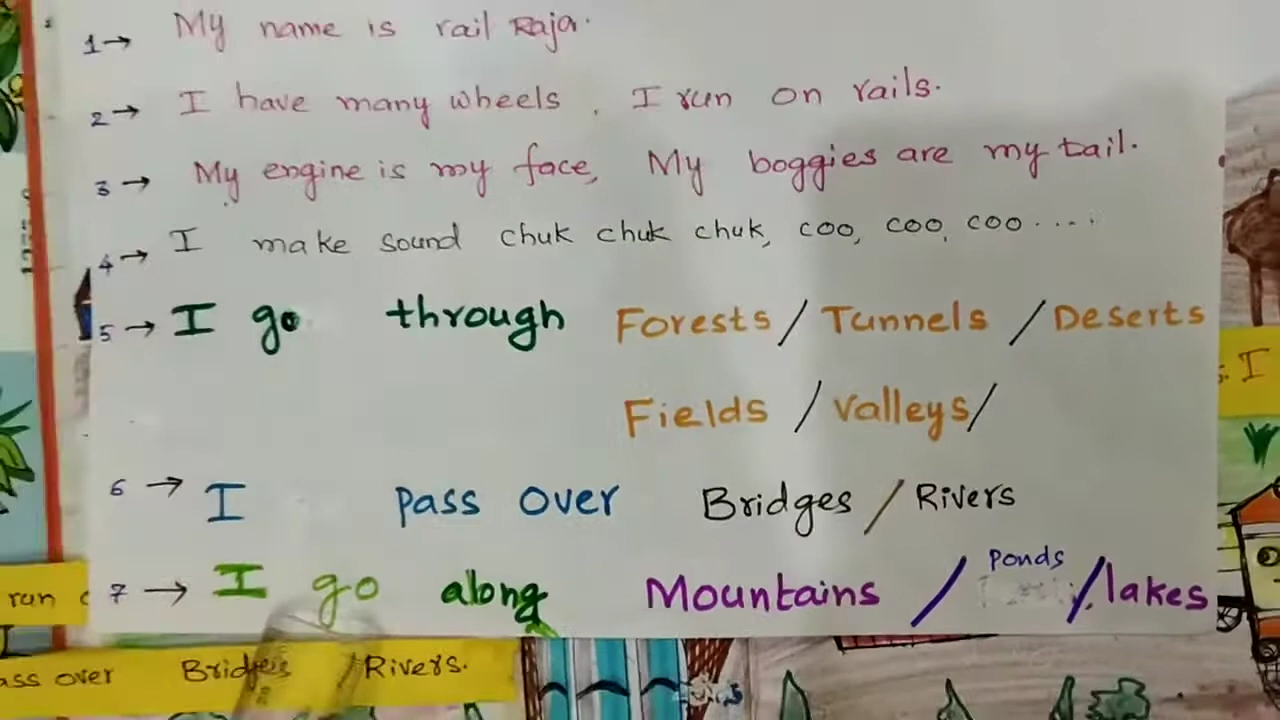 1→ My name is rail Raja.
2→ I have many wheels. I run on rails.
3→ My engine is my face, My boggies are my tail.
4→ I make sound chuk chuk chuk, coo, coo, coo.....
5→ I go through Forests / Tunnels / Deserts
Fields / Valleys /
6→ I pass over Bridges / Rivers
7→ I go along Mountains / Ponds / lakes
I
run
ass over Bridges / Rivers.